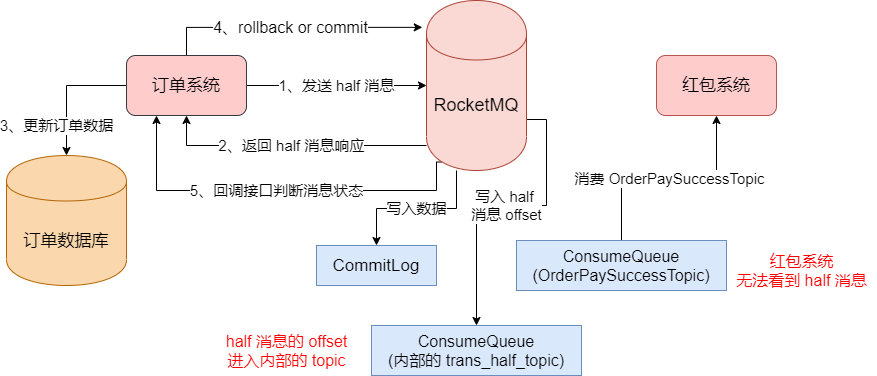 4、rollback or commit
订单系统
1、发送 half 消息
RocketMQ
红包系统
3、更新订单数据
2、返回 half 消息响应
5、回调接口判断消息状态
写入数据
写入 half
消息 offset
消费 OrderPaySuccessTopic
订单数据库
CommitLog
ConsumeQueue
(OrderPaySuccessTopic)
红包系统
无法看到 half 消息
half 消息的 offset
进入内部的 topic
ConsumeQueue
(内部的 trans_half_topic)